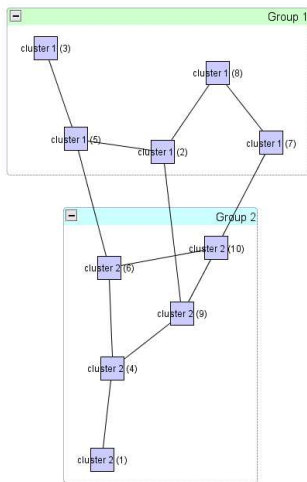 Group 1
cluster 1 (3)
cluster 1 (8)
cluster 1 (5)
cluster 1 (2)
cluster 1 (7)
Group 2
cluster 2 (10)
cluster 2 (6)
cluster 2 (9)
cluster 2 (4)
cluster 2 (1)